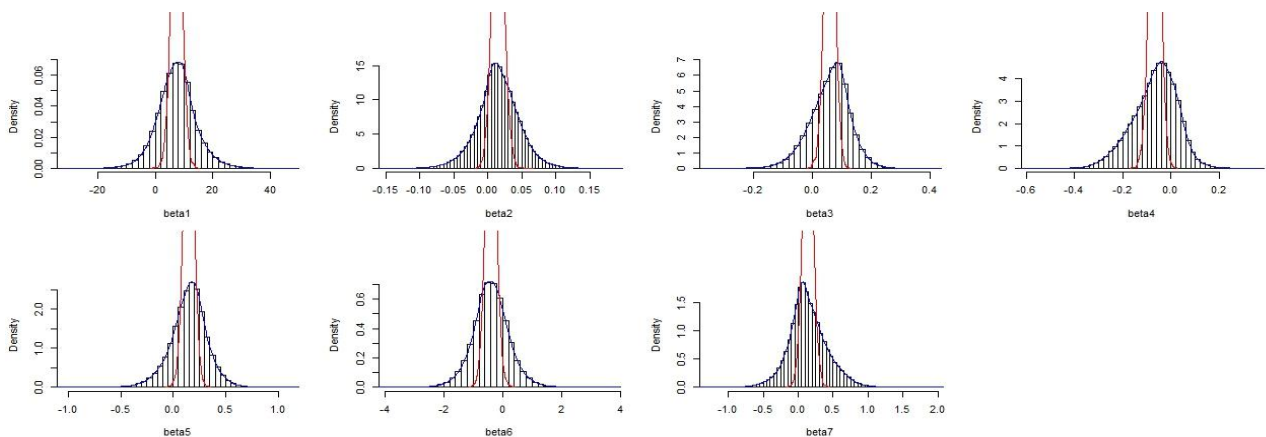 Density
0.00 0.02 0.04 0.06
-20 0 20 40
beta1
Density
0 5 10 15
-0.15 -0.10 -0.05 0.00 0.05 0.10 0.15
beta2
Density
0 1 2 3 4 5 6 7
-0.2 0.0 0.2 0.4
beta3
Density
0 1 2 3 4
-0.6 -0.4 -0.2 0.0 0.2
beta4
Density
0.0 1.0 2.0
-1.0 -0.5 0.0 0.5 1.0
beta5
Density
0.0 0.2 0.4 0.6
-4 -2 0 2 4
beta6
Density
0.0 0.5 1.0 1.5
-1.0 -0.5 0.0 0.5 1.0 1.5 2.0
beta7